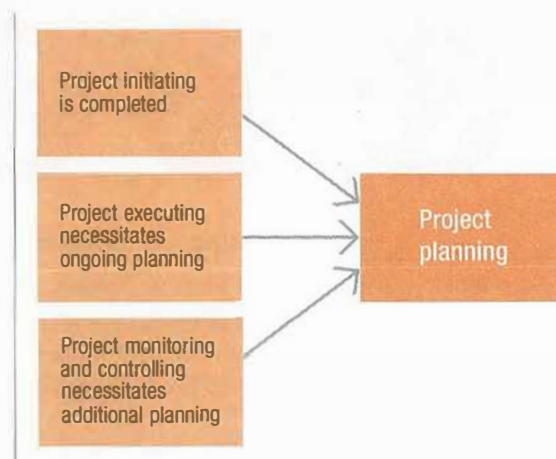 Project initiating
is completed
Project executing
necessitates
ongoing planning
Project monitoring
and controlling
necessitates
additional planning
Project
planning